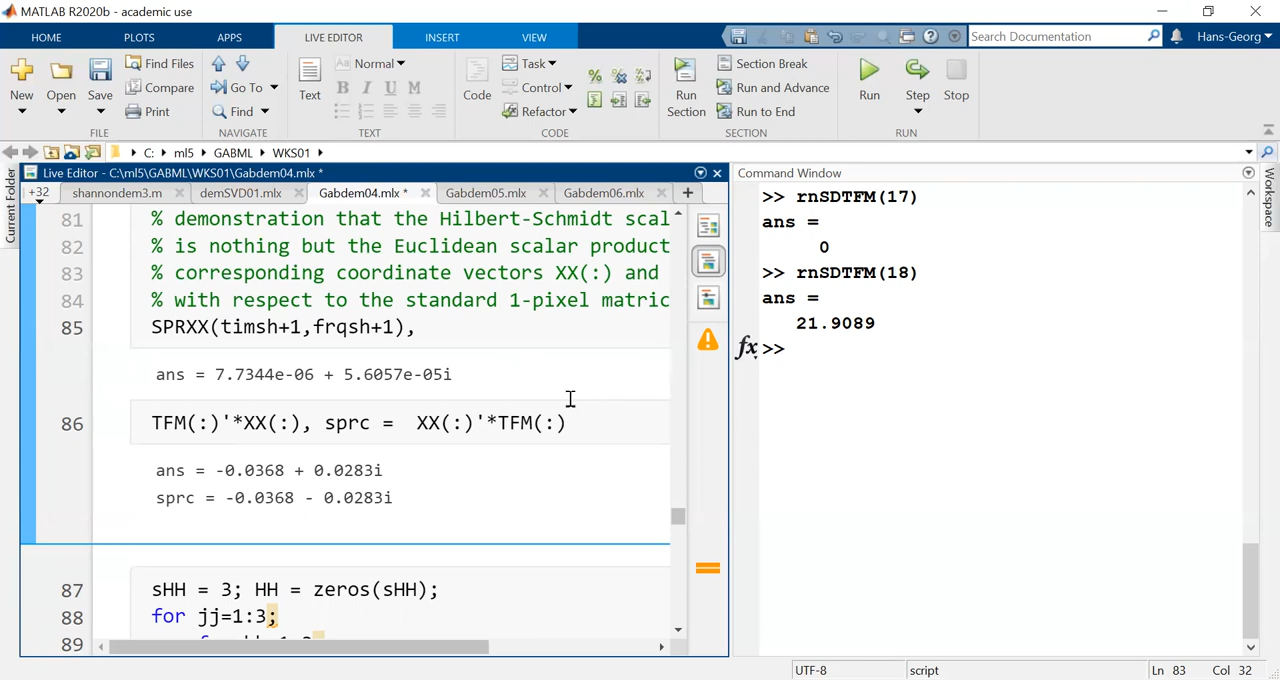 MATLAB R2020b - academic use
HOME PLOTS APPS LIVE EDITOR INSERT VIEW Search Documentation Hans-Georg
New Open Save Find Files Compare Print
FILE
Go To Find
NAVIGATE
Text Aa Normal B I U M
TEXT
Code Task Control Refactor
CODE
Run Section Section Break Run and Advance Run to End
SECTION
Run Step Stop
RUN
C: ml5 GABML WKS01
Current Folder
Live Editor - C:\ml5\GABML\WKS01\Gabdem04.mlx *
+32 shannondem3.m demSVD01.mlx Gabdem04.mlx * Gabdem05.mlx Gabdem06.mlx
81 % demonstration that the Hilbert-Schmidt scal
82 % is nothing but the Euclidean scalar product
83 % corresponding coordinate vectors XX(:) and
84 % with respect to the standard 1-pixel matric
85 SPRXX(timsh+1,frqsh+1),
ans = 7.7344e-06 + 5.6057e-05i
86 TFM(:)'*XX(:), sprc = XX(:)'*TFM(:)
ans = -0.0368 + 0.0283i
sprc = -0.0368 - 0.0283i
87 sHH = 3; HH = zeros(sHH);
88 for jj=1:3;
89
Command Window
>> rnSDTFM(17)
ans =
0
>> rnSDTFM(18)
ans =
21.9089
fx >>
Workspace
UTF-8 script Ln 83 Col 32